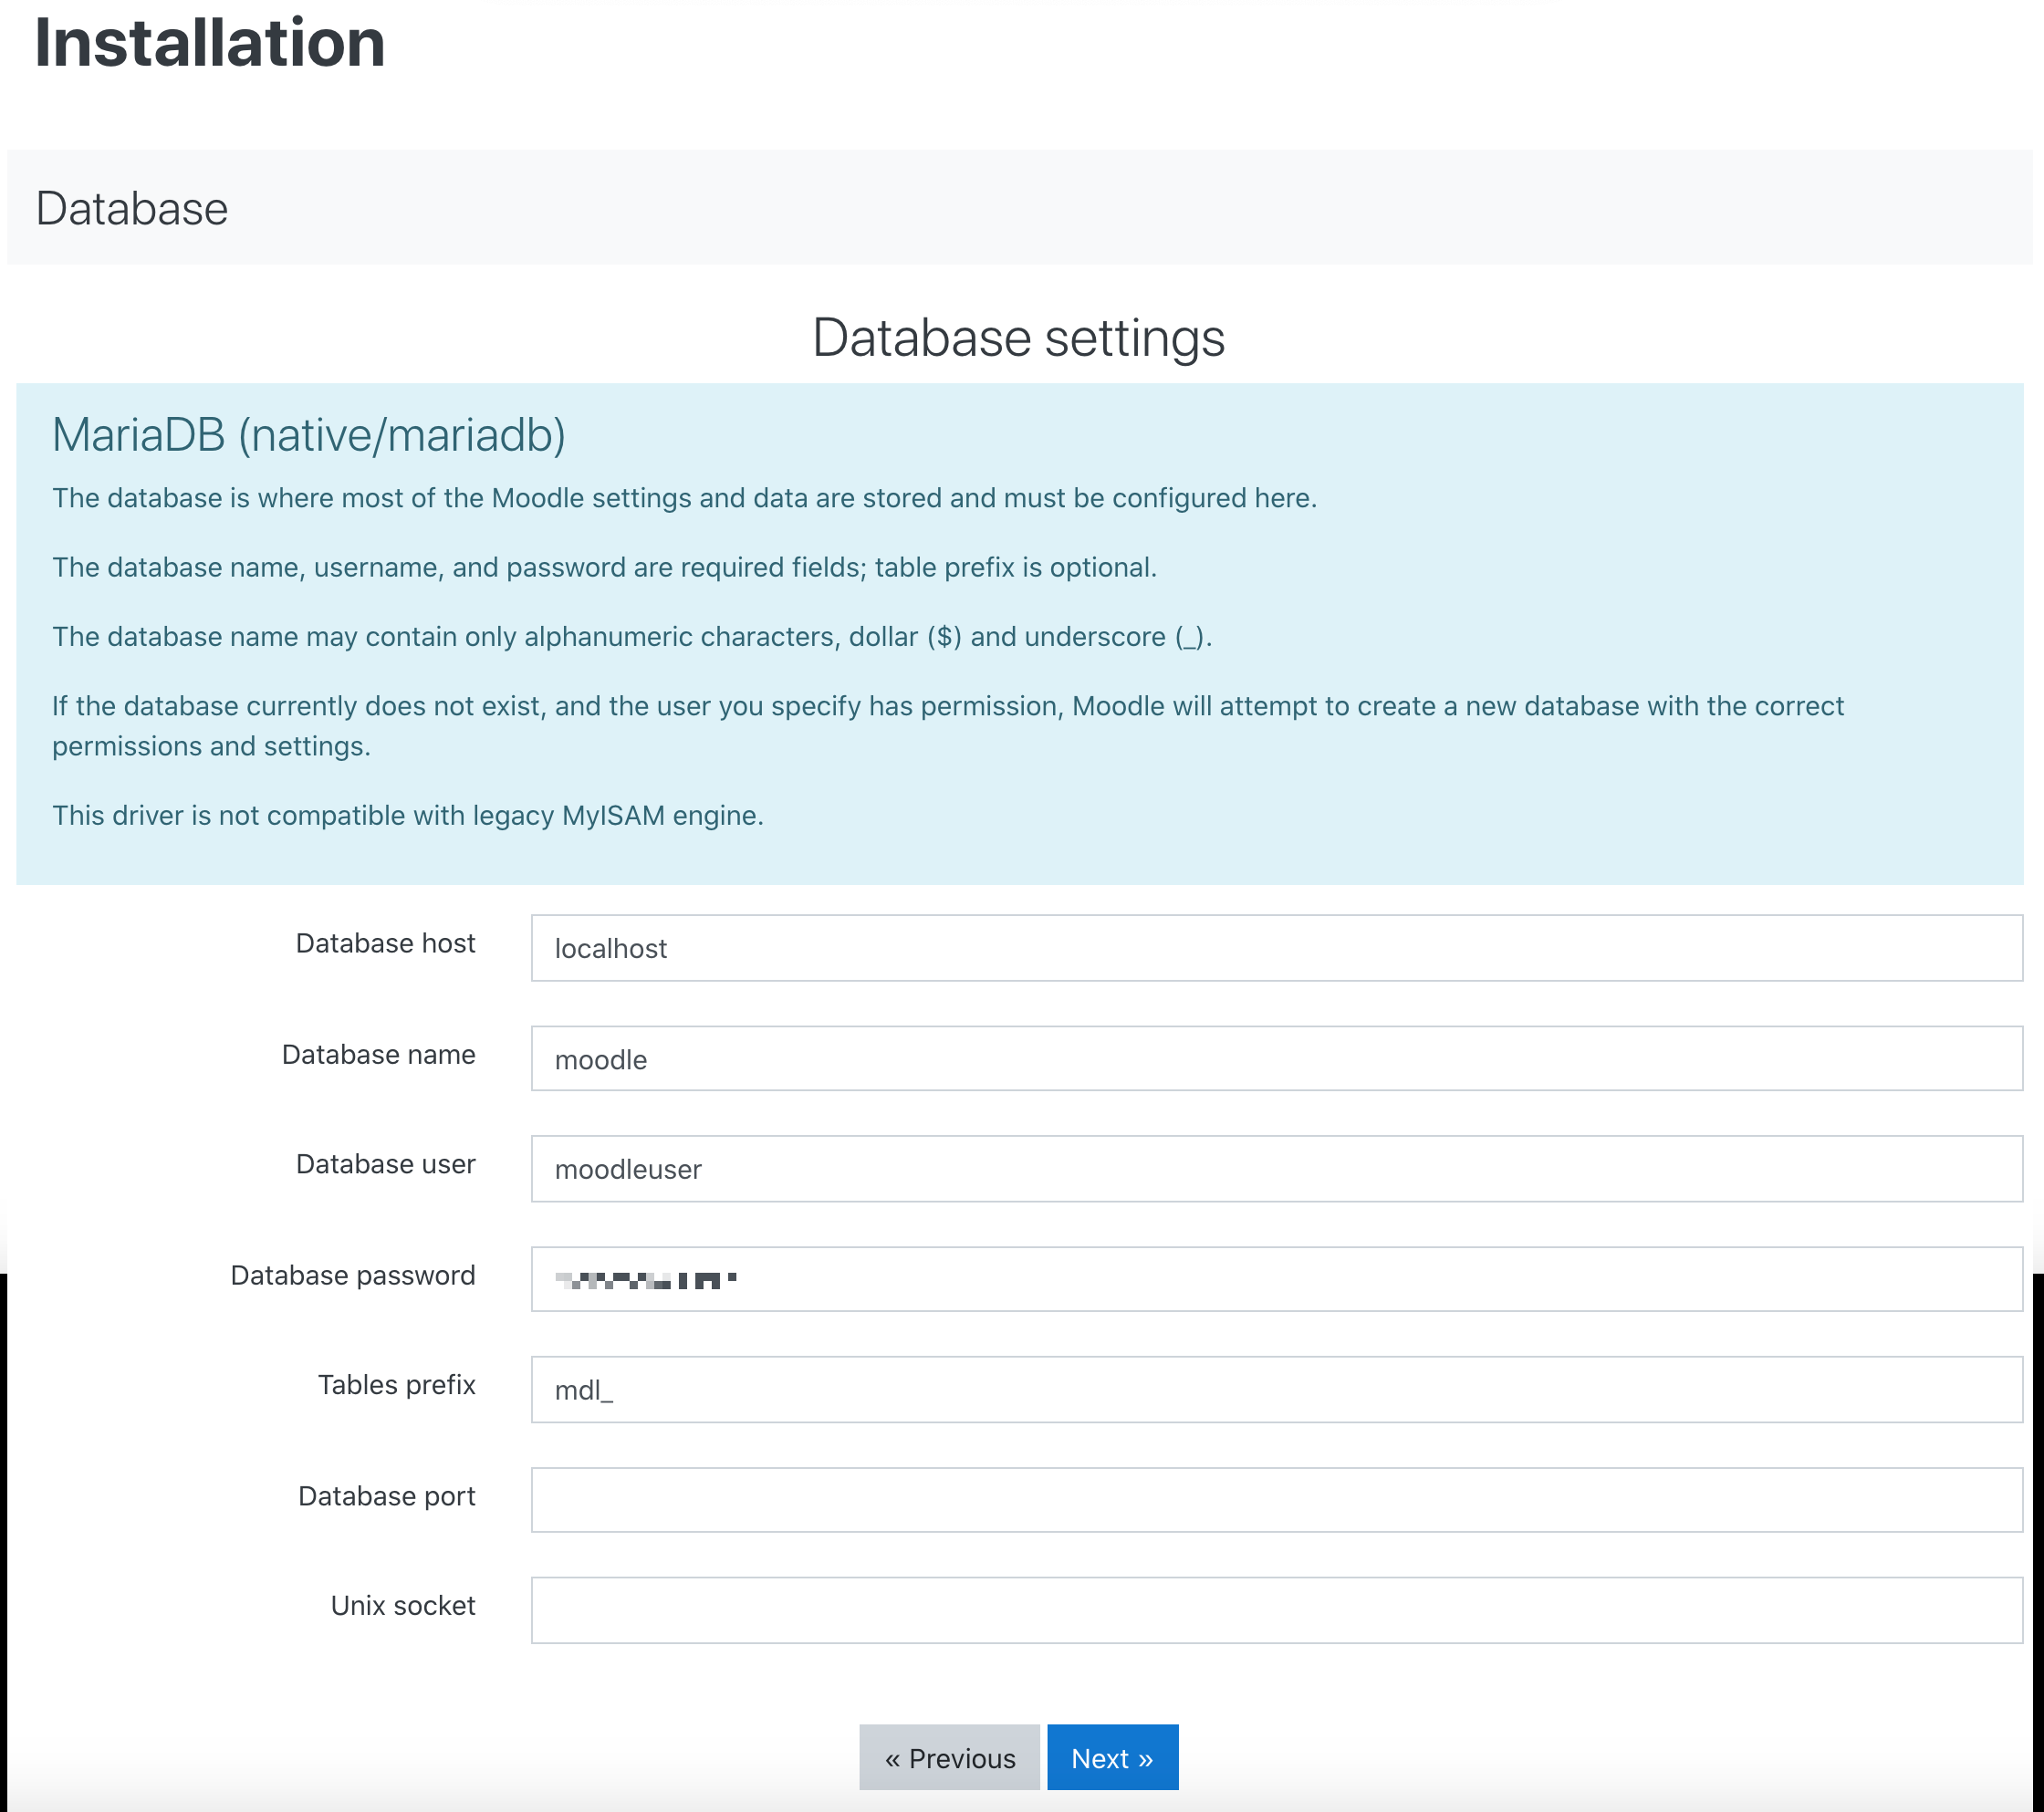 Installation
Database
Database settings
MariaDB (native/mariadb)
The database is where most of the Moodle settings and data are stored and must be configured here.
The database name, username, and password are required fields; table prefix is optional.
The database name may contain only alphanumeric characters, dollar ($) and underscore (_).
If the database currently does not exist, and the user you specify has permission, Moodle will attempt to create a new database with the correct
permissions and settings.
This driver is not compatible with legacy MyISAM engine.
Database host localhost
Database name moodle
Database user moodleuser
Database password
Tables prefix mdl_
Database port
Unix socket
« Previous Next »